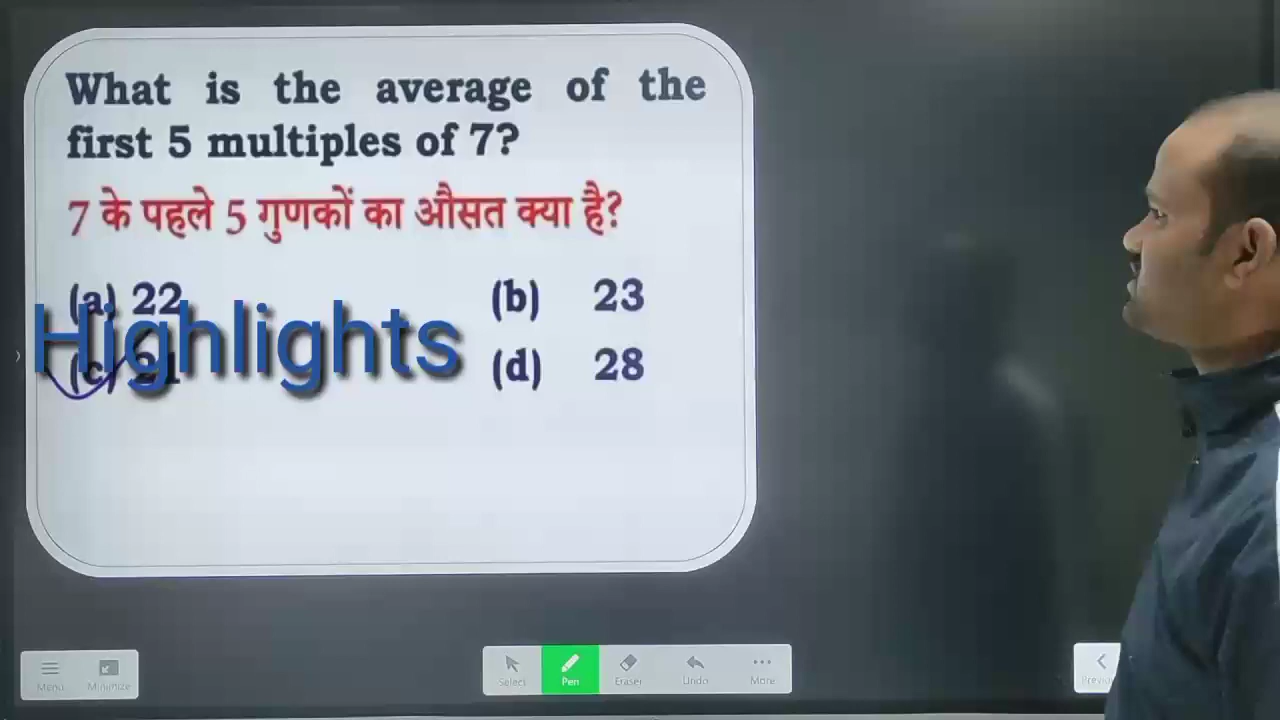 What is the average of the
first 5 multiples of 7?
7 के पहले 5 गुणकों का औसत क्या है?
(a) 22 (b) 23
Highlights
(c) 21 (d) 28
Menu Minimize Select Pen Eraser Undo More